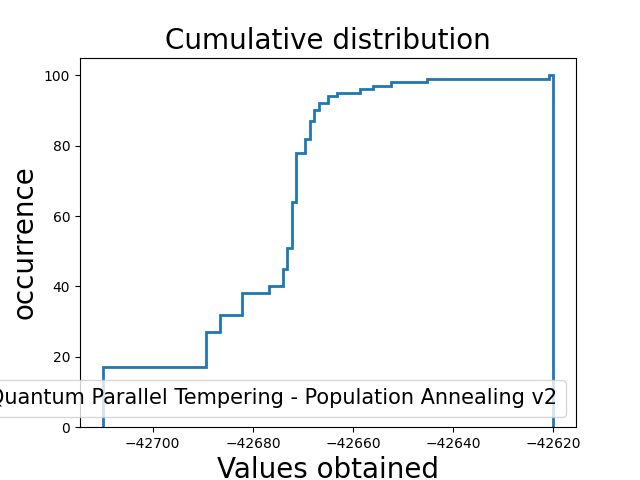 Cumulative distribution
occurrence
100
80
60
40
20
0
Quantum Parallel Tempering - Population Annealing v2
−42700 −42680 −42660 −42640 −42620
Values obtained